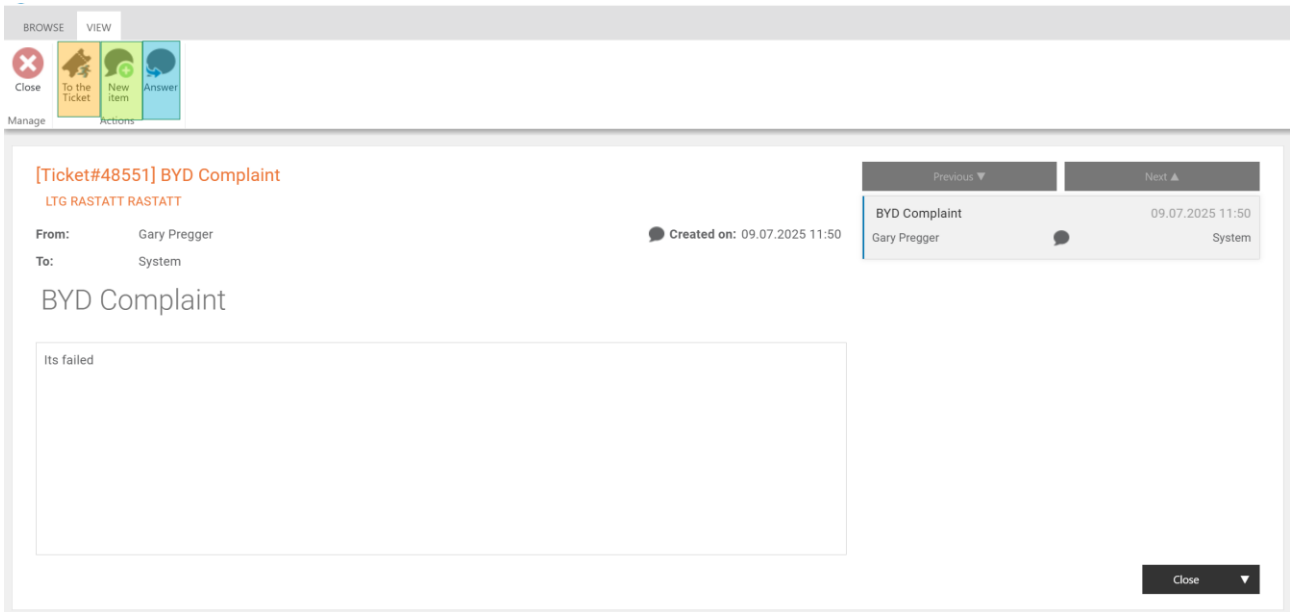 BROWSE VIEW
Close
To the Ticket
New item
Answer
Manage
Actions
[Ticket#48551] BYD Complaint
LTG RASTATT RASTATT
From: Gary Pregger
Created on: 09.07.2025 11:50
To: System
BYD Complaint
Its failed
Previous ▼ Next ▲
BYD Complaint 09.07.2025 11:50
Gary Pregger System
Close ▼